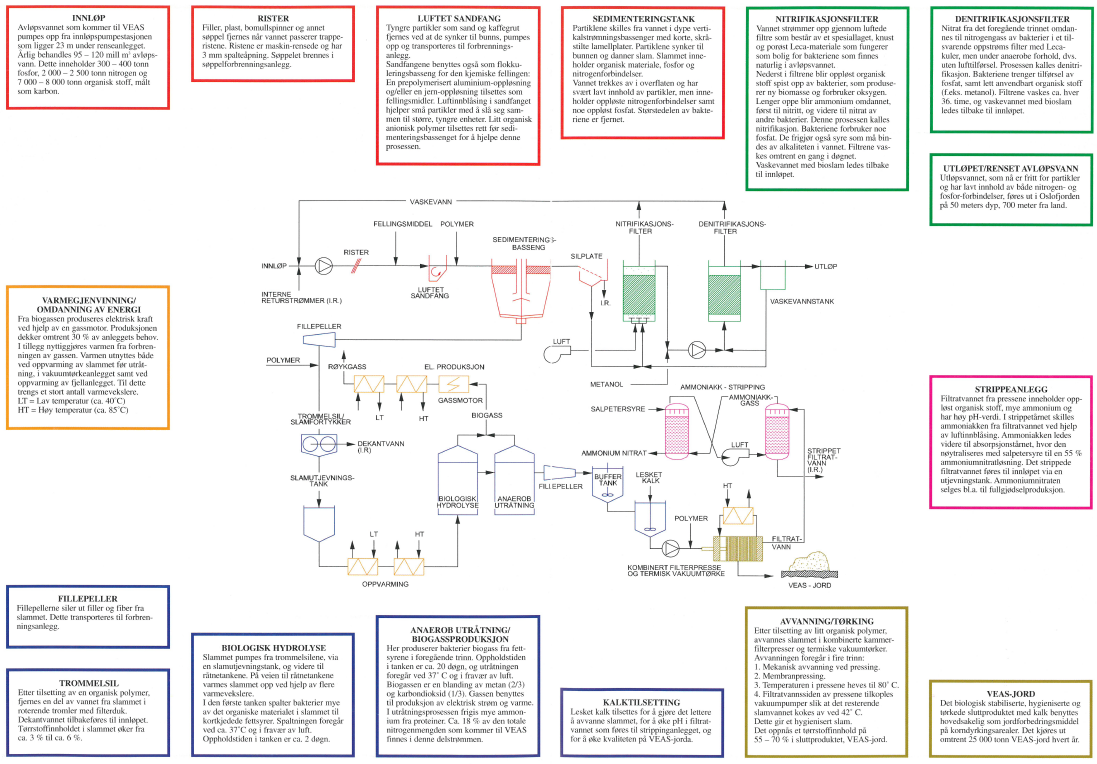 INNLØP
Avløpsvannet som kommer til VEAS
pumpes opp fra innløpspumpestasjonen
som ligger 23 m under renseanlegget.
Årlig behandles 95 – 120 mill m³ avløps-
vann. Dette inneholder 300 – 400 tonn
fosfor, 2 000 – 2 500 tonn nitrogen og
7 000 – 8 000 tonn organisk stoff, målt
som karbon.
RISTER
Filler, plast, bomullspinner og annet
søppel fjernes når vannet passerer trappe-
ristene. Ristene er maskin-rensede og har
3 mm spalteåpning. Søppelet brennes i
søppelforbrenningsanlegg.
LUFTET SANDFANG
Tyngre partikler som sand og kaffegrut
fjernes ved at de synker til bunns, pumpes
opp og transporteres til forbrennings-
anlegg.
Sandfangene benyttes også som flokku-
leringsbasseng for den kjemiske fellingen:
En prepolymerisert aluminium-oppløsning
og/eller en jern-oppløsning tilsettes som
fellingsmidler. Luftinnblåsing i sandfanget
hjelper små partikler med å slå seg sam-
men til større, tyngre enheter. Litt organisk
anionisk polymer tilsettes rett før sedi-
menteringsbassenget for å hjelpe denne
prosessen.
SEDIMENTERINGSTANK
Partiklene skilles fra vannet i dype verti-
kalstrømningsbassenger med korte, skrå-
stilte lamellplater. Partiklene synker til
bunnen og danner slam. Slammet inne-
holder organisk materiale, fosfor og
nitrogenforbindelser.
Vannet trekkes av i overflaten og har
svært lavt innhold av partikler, men inne-
holder oppløste nitrogenforbindelser samt
noe oppløst fosfat. Størstedelen av bakte-
riene er fjernet.
NITRIFIKASJONSFILTER
Vannet strømmer opp gjennom luftede
filtre som består av et spesiallaget, knust
og porøst Leca-materiale som fungerer
som bolig for bakteriene som finnes
naturlig i avløpsvannet.
Nederst i filtrene blir oppløst organisk
stoff spist opp av bakterier, som produse-
rer ny biomasse og forbruker oksygen.
Lenger oppe blir ammonium omdannet,
først til nitritt, og videre til nitrat av
andre bakterier. Denne prosessen kalles
nitrifikasjon. Bakteriene forbruker noe
fosfat. De frigjør også syre som må bin-
des av alkaliteten i vannet. Filtrene vas-
kes omtrent en gang i døgnet.
Vaskevannet med bioslam ledes tilbake
til innløpet.
DENITRIFIKASJONSFILTER
Nitrat fra det foregående trinnet omdan-
nes til nitrogengass av bakterier i et til-
svarende oppstrøms filter med Leca-
kuler, men under anaerobe forhold, dvs.
uten lufttilførsel. Prosessen kalles denitri-
fikasjon. Bakteriene trenger tilførsel av
fosfat, samt lett anvendbart organisk stoff
(f.eks. metanol). Filtrene vaskes ca. hver
36. time, og vaskevannet med bioslam
ledes tilbake til innløpet.
UTLØPET/RENSET AVLØPSVANN
Utløpsvannet, som nå er fritt for partikler
og har lavt innhold av både nitrogen- og
fosfor-forbindelser, føres ut i Oslofjorden
på 50 meters dyp, 700 meter fra land.
VASKEVANN
FELLINGSMIDDEL POLYMER
NITRIFIKASJONS-
FILTER
DENITRIFIKASJONS-
FILTER
SEDIMENTERINGS-
BASSENG
RISTER
SILPLATE
INNLØP
UTLØP
LUFTET
SANDFANG
INTERNE
RETURSTRØMMER (I.R.)
I.R.
VASKEVANNSTANK
FILLEPELLER
LUFT
METANOL
VARMEGJENVINNING/
OMDANNING AV ENERGI
Fra biogassen produseres elektrisk kraft
ved hjelp av en gassmotor. Produksjonen
dekker omtrent 30 % av anleggets behov.
I tillegg nyttiggjøres varmen fra forbren-
ningen av gassen. Varmen utnyttes både
ved oppvarming av slammet før utråt-
ning, i vakuumtørkeanlegget samt ved
oppvarming av fjellanlegget. Til dette
trengs et stort antall varmevekslere.
LT = Lav temperatur (ca. 40˚C)
HT = Høy temperatur (ca. 85˚C)
POLYMER
RØYKGASS
EL. PRODUKSJON
GASSMOTOR
LT
HT
BIOGASS
TROMMELSIL/
SLAMFORTYKKER
DEKANTVANN
(I.R)
SLAMUTJEVNINGS-
TANK
BIOLOGISK
HYDROLYSE
ANAEROB
UTRÅTNING
FILLEPELLER
LT
HT
OPPVARMING
AMMONIAKK - STRIPPING
SALPETERSYRE
AMMONIAKK-
GASS
LUFT
AMMONIUM NITRAT
STRIPPET
FILTRAT-
VANN
(I.R.)
BUFFER
TANK
LESKET
KALK
HT
POLYMER
FILTRAT-
VANN
KOMBINERT FILTERPRESSE
OG TERMISK VAKUUMTØRKE
VEAS - JORD
STRIPPEANLEGG
Filtratvannet fra pressene inneholder opp-
løst organisk stoff, mye ammonium og
har høy pH-verdi. I strippetårnet skilles
ammoniakken fra filtratvannet ved hjelp
av luftinnblåsing. Ammoniakken ledes
videre til absorpsjonstårnet, hvor den
nøytraliseres med salpetersyre til en 55 %
ammoniumnitratløsning. Det strippede
filtratvannet føres til innløpet via en
utjevningstank. Ammoniumnitraten
selges bl.a. til fullgjødselproduksjon.
FILLEPELLER
Fillepellerne siler ut filler og fiber fra
slammet. Dette transporteres til forbren-
ningsanlegg.
TROMMELSIL
Etter tilsetting av en organisk polymer,
fjernes en del av vannet fra slammet i
roterende tromler med filterduk.
Dekantvannet tilbakeføres til innløpet.
Tørrstoffinnholdet i slammet øker fra
ca. 3 % til ca. 6 %.
BIOLOGISK HYDROLYSE
Slammet pumpes fra trommelsilene, via
en slamutjevningstank, og videre til
råtnetankene. På veien til råtnetankene
varmes slammet opp ved hjelp av flere
varmevekslere.
I den første tanken spalter bakterier mye
av det organiske materialet i slammet til
kortkjedede fettsyrer. Spaltningen foregår
ved ca. 37˚C og i fravær av luft.
Oppholdstiden i tanken er ca. 2 døgn.
ANAEROB UTRÅTNING/
BIOGASSPRODUKSJON
Her produserer bakterier biogass fra fett-
syrene i foregående trinn. Oppholdstiden
i tanken er ca. 20 døgn, og utråtningen
foregår ved 37˚ C og i fravær av luft.
Biogassen er en blanding av metan (2/3)
og karbondioksid (1/3). Gassen benyttes
til produksjon av elektrisk strøm og varme.
I utråtningsprosessen frigis mye ammoni-
um fra proteiner. Ca. 18 % av den totale
nitrogenmengden som kommer til VEAS
finnes i denne delstrømmen.
KALKTILSETTING
Lesket kalk tilsettes for å gjøre det lettere
å avvanne slammet, for å øke pH i filtrat-
vannet som føres til strippinganlegget, og
for å øke kvaliteten på VEAS-jorda.
AVVANNING/TØRKING
Etter tilsetting av litt organisk polymer,
avvannes slammet i kombinerte kammer-
filterpresser og termiske vakuumtørker.
Avvanningen foregår i fire trinn:
1. Mekanisk avvanning ved pressing.
2. Membranpressing.
3. Temperaturen i pressene heves til 80˚ C.
4. Filtratvannssiden av pressene tilkoples
vakuumpumper slik at det resterende
slamvannet kokes av ved 42˚ C.
Dette gir et hygienisert slam.
Det oppnås et tørrstoffinnhold på
55 – 70 % i sluttproduktet, VEAS-jord.
VEAS-JORD
Det biologisk stabiliserte, hygieniserte og
tørkede sluttproduktet med kalk benyttes
hovedsakelig som jordforbedringsmiddel
på korndyrkingsarealer. Det kjøres ut
omtrent 25 000 tonn VEAS-jord hvert år.